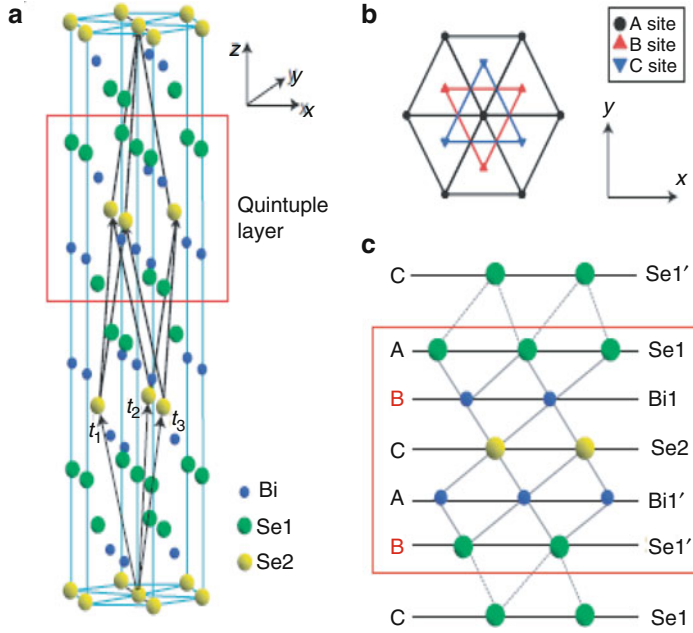 a
z
y
x
Quintuple
layer
t1
t2
t3
Bi
Se1
Se2
b
A site
B site
C site
y
x
c
C Se1′
A Se1
B Bi1
C Se2
A Bi1′
B Se1′
C Se1